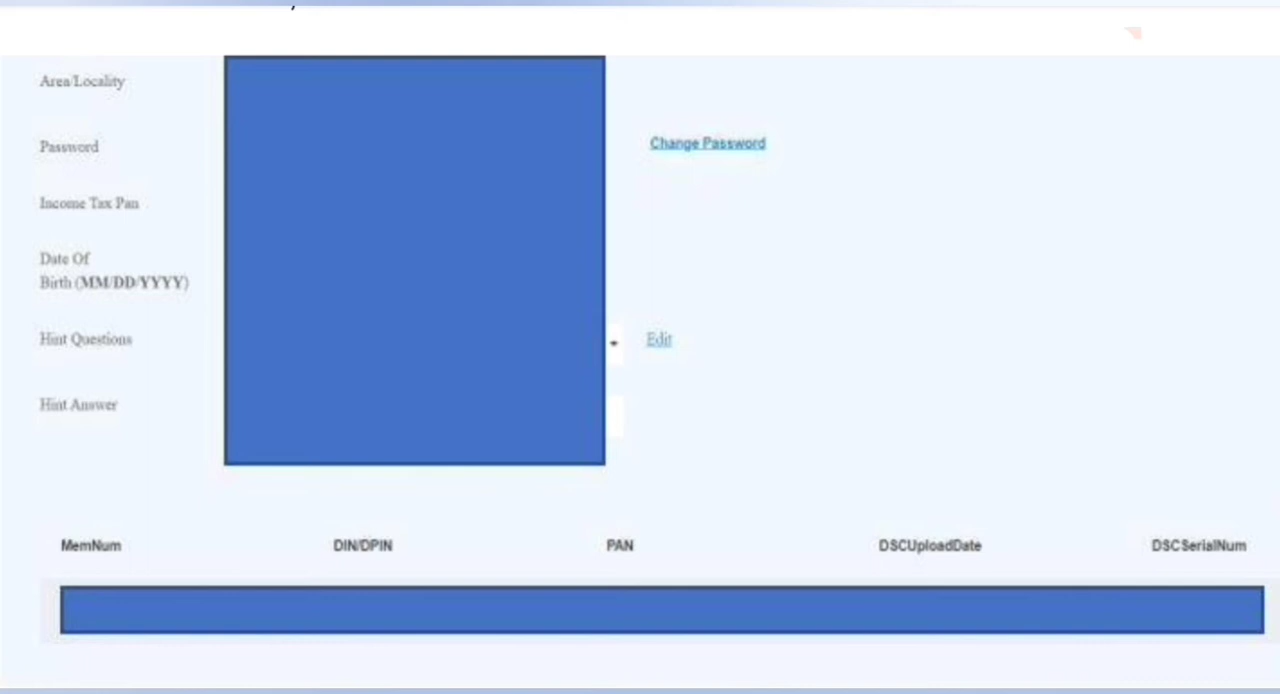 Area/Locality
Password
Change Password
Income Tax Pan
Date Of
Birth (MM/DD/YYYY)
Hint Questions
Edit
Hint Answer
MemNum DIN/DPIN PAN DSCUploadDate DSCSerialNum